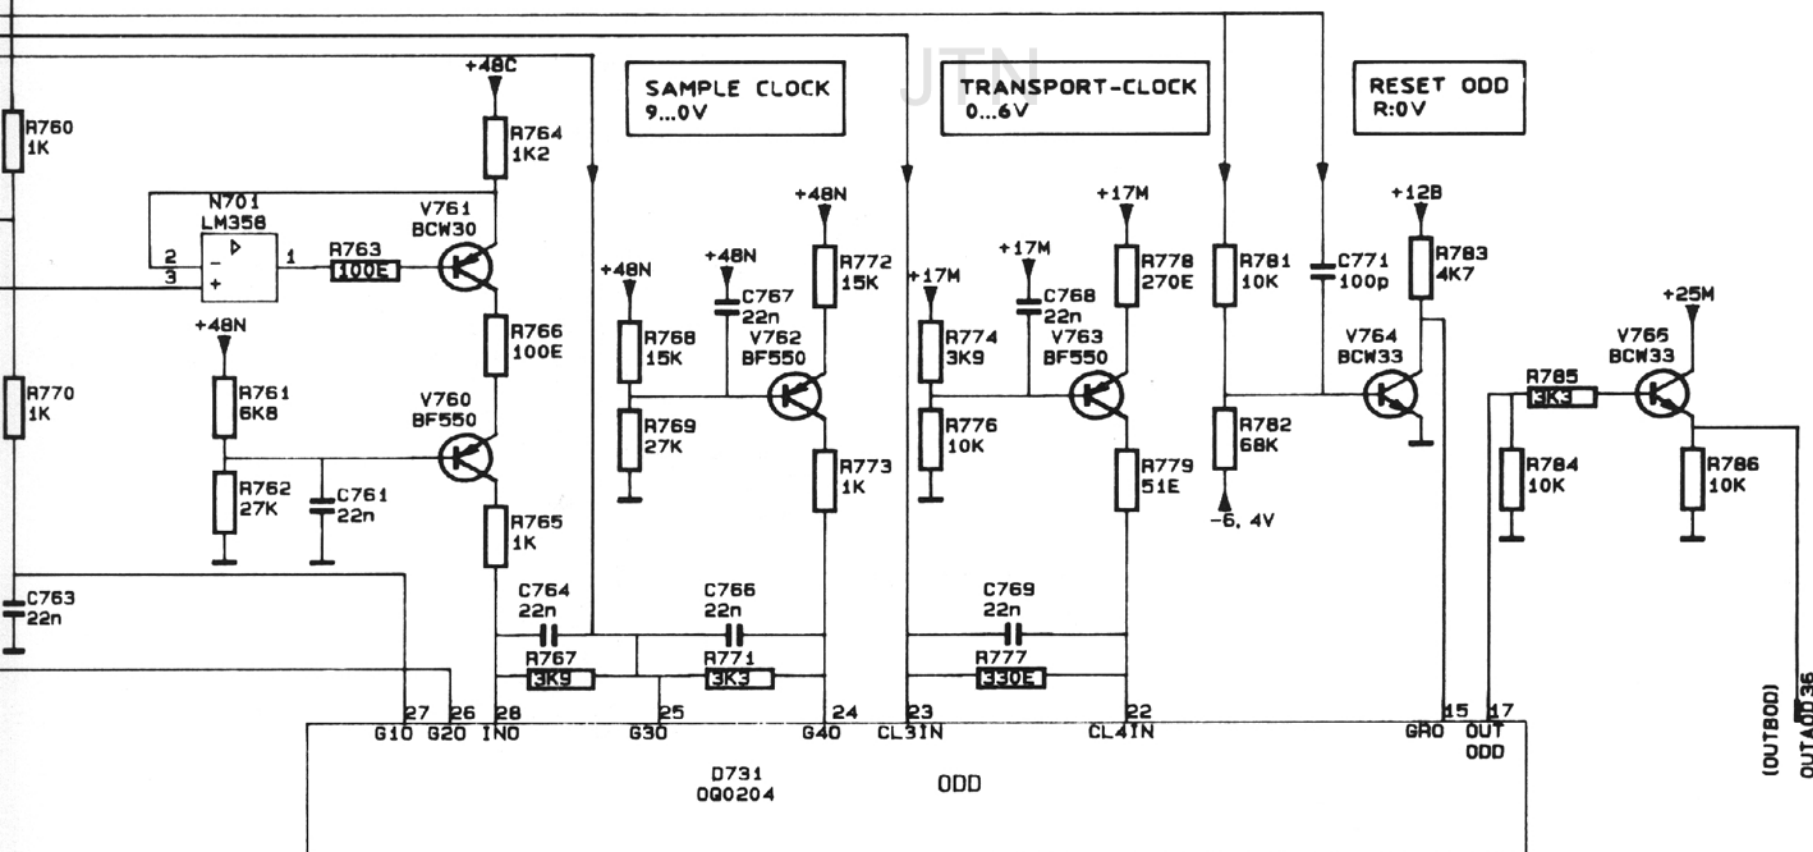 JTN
+48C
SAMPLE CLOCK
9...0V
TRANSPORT-CLOCK
0...6V
RESET ODD
R:0V
R760
1K
R764
1K2
N701
LM358
2
3
-
+
1
R763
100E
V761
BCW30
+48N
R761
6K8
R762
27K
C761
22n
R766
100E
V760
BF550
R765
1K
R770
1K
C763
22n
+48N
R768
15K
R769
27K
+48N
C767
22n
V762
BF550
+48N
R772
15K
R773
1K
+17M
R774
3K9
R776
10K
+17M
C768
22n
V763
BF550
+17M
R778
270E
R779
51E
R781
10K
R782
68K
-6,4V
C771
100p
V764
BCW33
+12B
R783
4K7
+25M
V766
BCW33
R785
3K3
R784
10K
R786
10K
C764
22n
R767
3K9
C766
22n
R771
3K3
C769
22n
R777
330E
27 26 28 25 24 23 22 15 17
G10 G20 IN0 G30 G40 CL3IN CL4IN GRO OUT
ODD
D731
OQ0204
ODD
(OUTBOD)
OUTAOD36